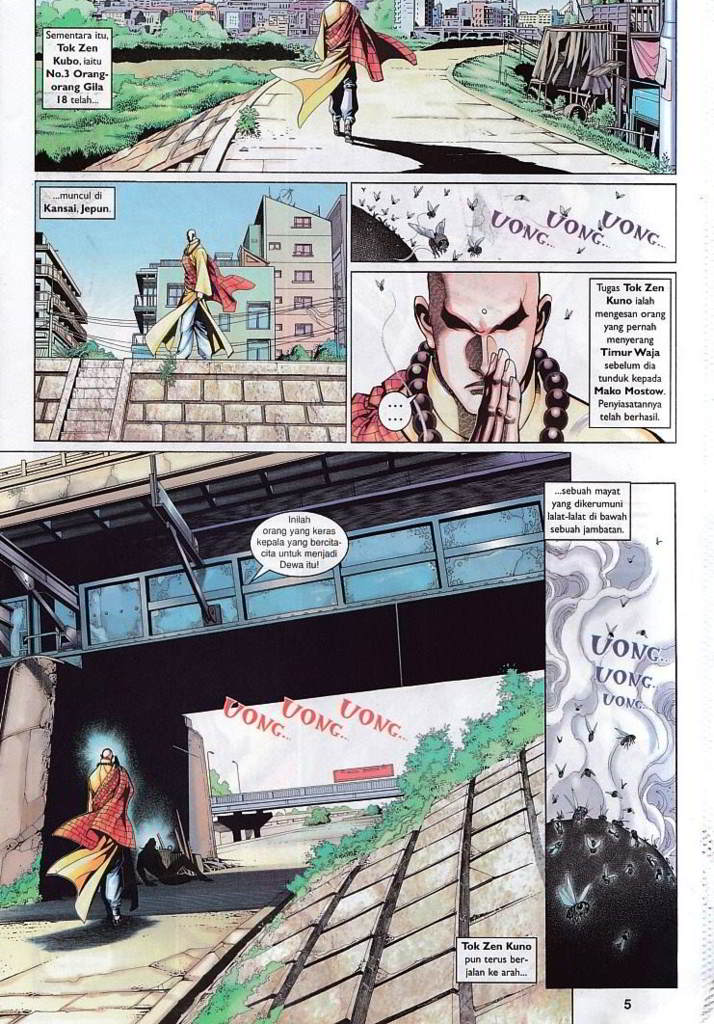 Sementara itu,
Tok Zen
Kubo, iaitu
No.3 Orang-
orang Gila
18 telah...
...muncul di
Kansai, Jepun.
UONG...
UONG...
UONG...
Tugas Tok Zen
Kuno ialah
mengesan orang
yang pernah
menyerang
Timur Waja
sebelum dia
tunduk kepada
Mako Mostow.
Penyiasatannya
telah berhasil.
...
Inilah
orang yang keras
kepala yang bercita-
cita untuk menjadi
Dewa itu!
UONG...
UONG...
UONG...
Tok Zen Kuno
pun terus ber-
jalan ke arah...
...sebuah mayat
yang dikerumuni
lalat-lalat di bawah
sebuah jambatan.
UONG...
UONG...
UONG...
5